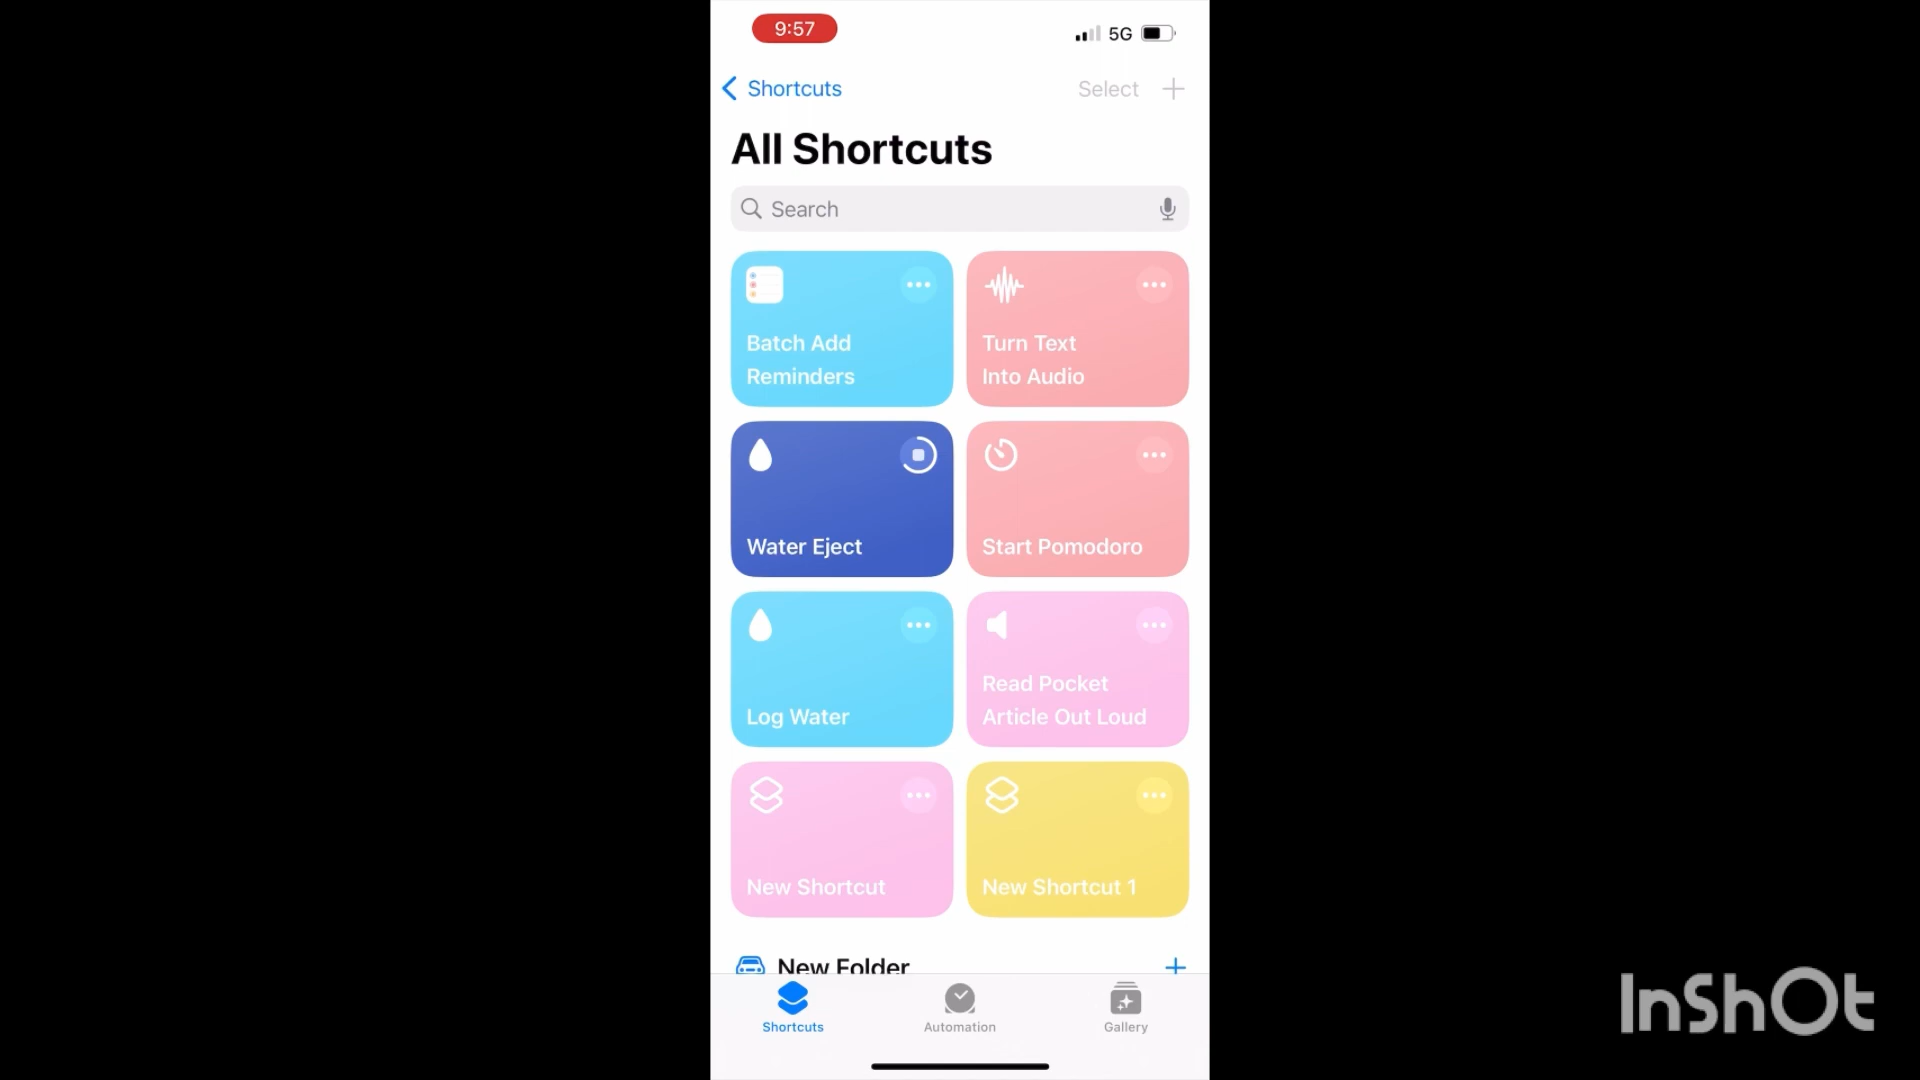 9:57
5G
Shortcuts
Select
All Shortcuts
Search
Batch Add
Reminders
Turn Text
Into Audio
Water Eject
Start Pomodoro
Log Water
Read Pocket
Article Out Loud
New Shortcut
New Shortcut 1
New Folder
Shortcuts
Automation
Gallery
InShOt